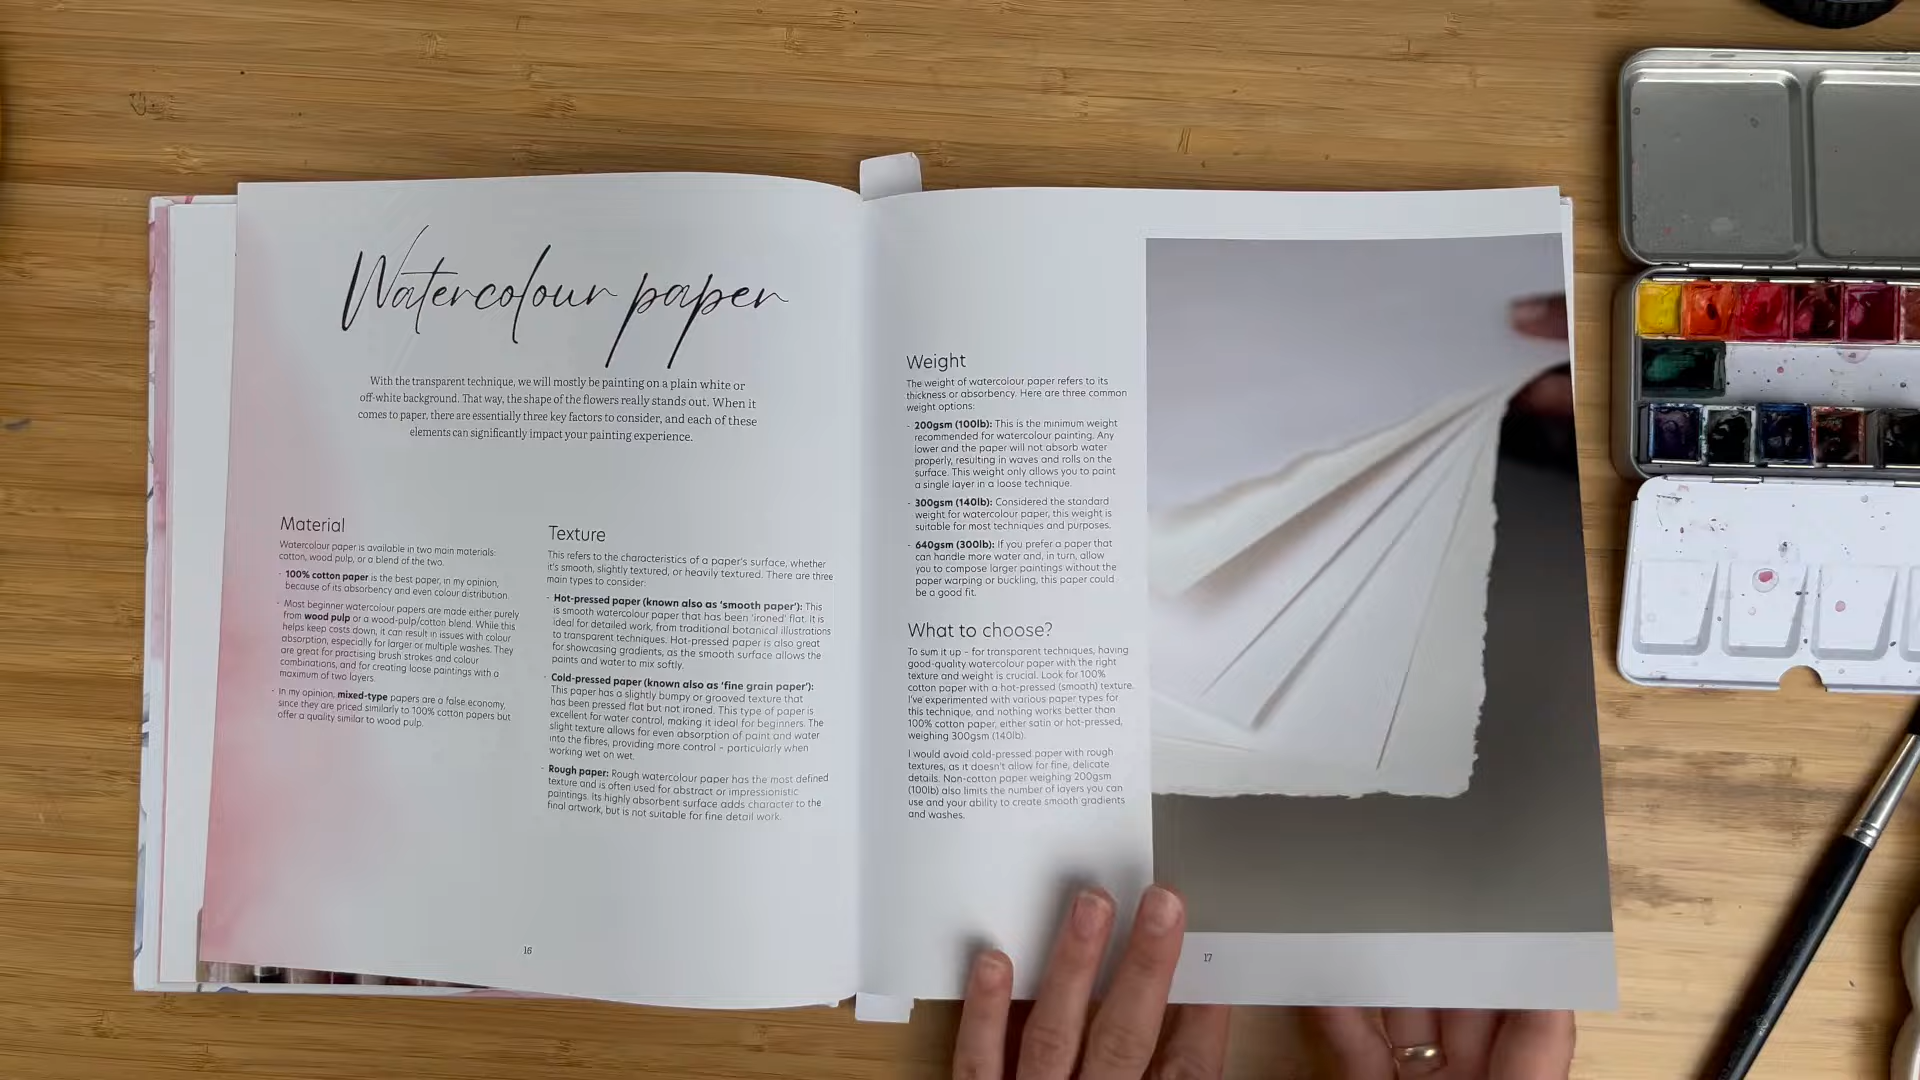 Watercolour paper
With the transparent technique, we will mostly be painting on a plain white or
off-white background. That way, the shape of the flowers really stands out. When it
comes to paper, there are essentially three key factors to consider, and each of these
elements can significantly impact your painting experience.
Material
Watercolour paper is available in two main materials:
cotton, wood pulp, or a blend of the two.
- 100% cotton paper is the best paper, in my opinion,
because of its absorbency and even colour distribution.
- Most beginner watercolour papers are made either purely
from wood pulp or a wood-pulp/cotton blend. While this
helps keep costs down, it can result in issues with colour
absorption, especially for larger or multiple washes. They
are great for practising brush strokes and colour
combinations, and for creating loose paintings with a
maximum of two layers.
- In my opinion, mixed-type papers are a false economy,
since they are priced similarly to 100% cotton papers but
offer a quality similar to wood pulp.
Texture
This refers to the characteristics of a paper's surface, whether
it's smooth, slightly textured, or heavily textured. There are three
main types to consider:
- Hot-pressed paper (known also as 'smooth paper'): This
is smooth watercolour paper that has been 'ironed' flat. It is
ideal for detailed work, from traditional botanical illustrations
to transparent techniques. Hot-pressed paper is also great
for showcasing gradients, as the smooth surface allows the
paints and water to mix softly.
- Cold-pressed paper (known also as 'fine grain paper'):
This paper has a slightly bumpy or grooved texture that
has been pressed flat but not ironed. This type of paper is
excellent for water control, making it ideal for beginners. The
slight texture allows for even absorption of paint and water
into the fibres, providing more control – particularly when
working wet on wet.
- Rough paper: Rough watercolour paper has the most defined
texture and is often used for abstract or impressionistic
paintings. Its highly absorbent surface adds character to the
final artwork, but is not suitable for fine detail work.
16
Weight
The weight of watercolour paper refers to its
thickness or absorbency. Here are three common
weight options:
- 200gsm (100lb): This is the minimum weight
recommended for watercolour painting. Any
lower and the paper will not absorb water
properly, resulting in waves and rolls on the
surface. This weight only allows you to paint
a single layer in a loose technique.
- 300gsm (140lb): Considered the standard
weight for watercolour paper, this weight is
suitable for most techniques and purposes.
- 640gsm (300lb): If you prefer a paper that
can handle more water and, in turn, allow
you to compose larger paintings without the
paper warping or buckling, this paper could
be a good fit.
What to choose?
To sum it up – for transparent techniques, having
good-quality watercolour paper with the right
texture and weight is crucial. Look for 100%
cotton paper with a hot-pressed (smooth) texture.
I've experimented with various paper types for
this technique, and nothing works better than
100% cotton paper, either satin or hot-pressed,
weighing 300gsm (140lb).
I would avoid cold-pressed paper with rough
textures, as it doesn't allow for fine, delicate
details. Non-cotton paper weighing 200gsm
(100lb) also limits the number of layers you can
use and your ability to create smooth gradients
and washes.
17